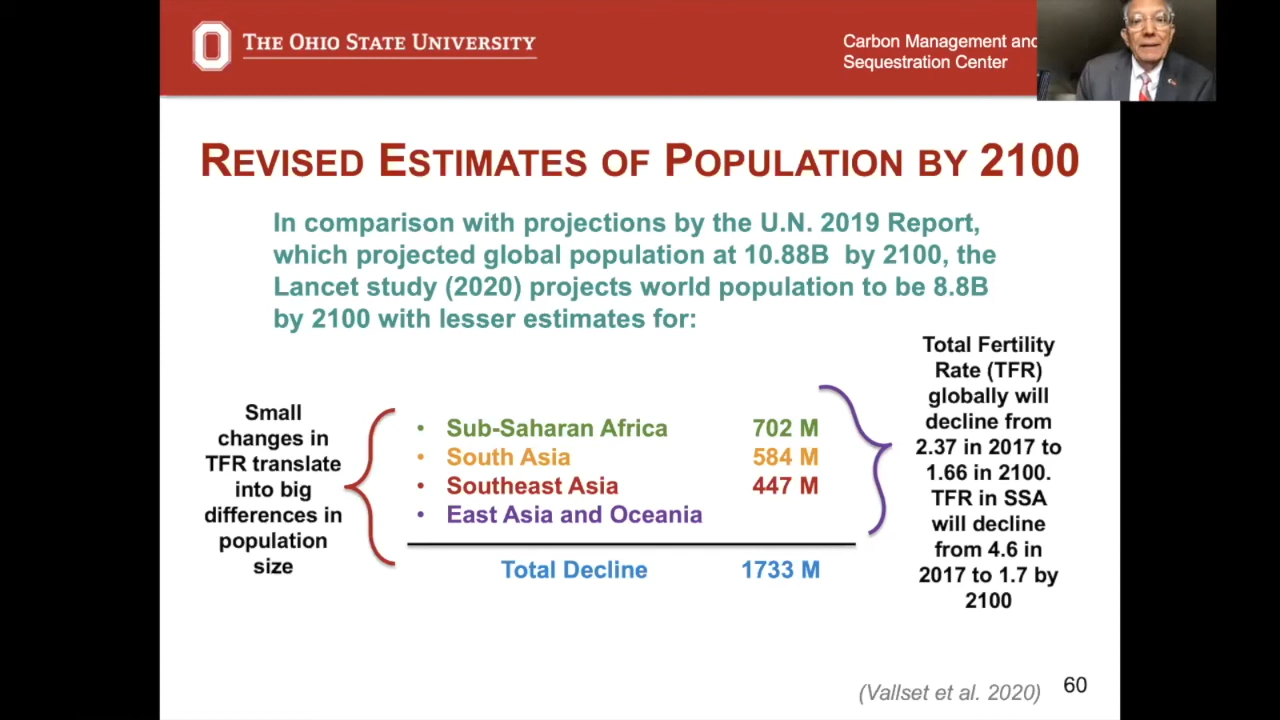 THE OHIO STATE UNIVERSITY
Carbon Management and
Sequestration Center
REVISED ESTIMATES OF POPULATION BY 2100
In comparison with projections by the U.N. 2019 Report,
which projected global population at 10.88B by 2100, the
Lancet study (2020) projects world population to be 8.8B
by 2100 with lesser estimates for:
Small
changes in
TFR translate
into big
differences in
population
size
• Sub-Saharan Africa 702 M
• South Asia 584 M
• Southeast Asia 447 M
• East Asia and Oceania
Total Decline 1733 M
Total Fertility
Rate (TFR)
globally will
decline from
2.37 in 2017 to
1.66 in 2100.
TFR in SSA
will decline
from 4.6 in
2017 to 1.7 by
2100
(Vallset et al. 2020)
60